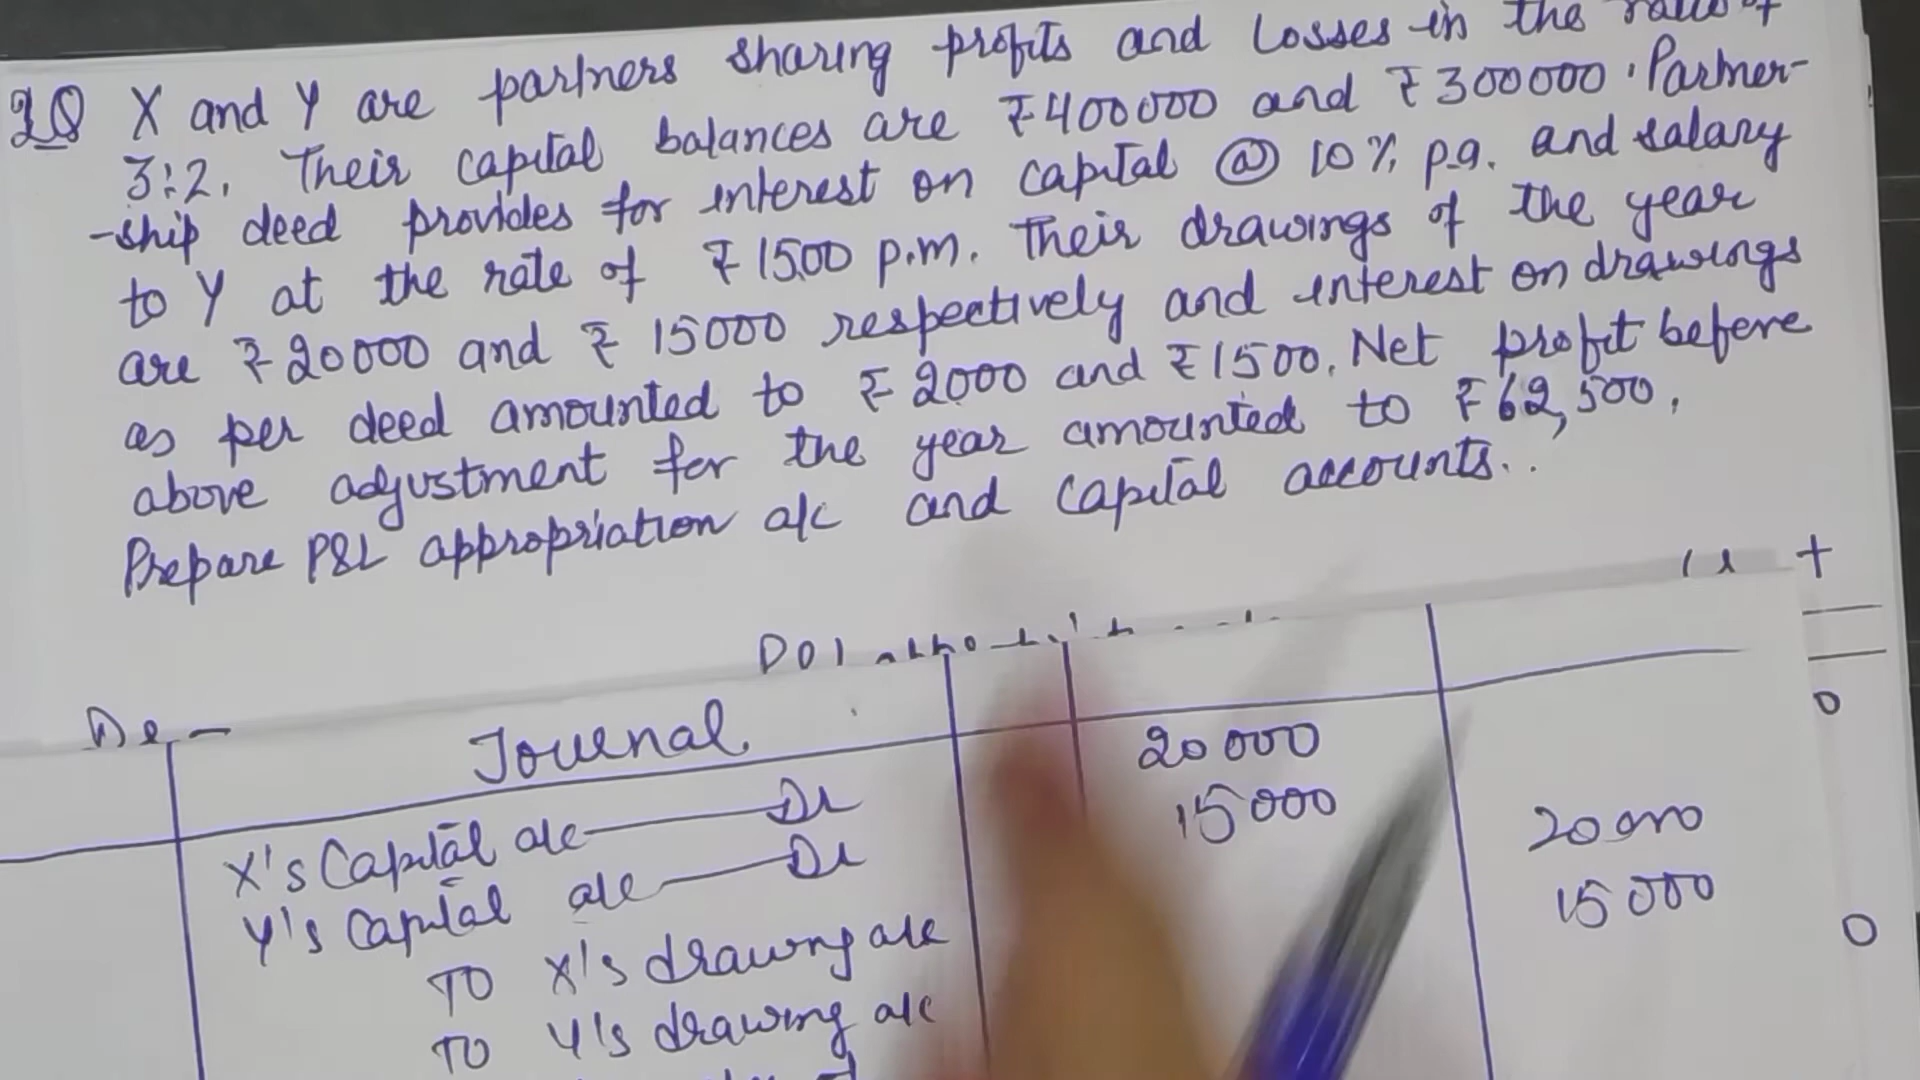 2Q X and Y are partners sharing profits and Losses in the ratio of
3:2. Their capital balances are ₹400000 and ₹300000. Partner-
-ship deed provides for interest on capital @ 10% p.a. and salary
to Y at the rate of ₹1500 p.m. Their drawings of the year
are ₹20000 and ₹15000 respectively and interest on drawings
as per deed amounted to ₹2000 and ₹1500. Net profit before
above adjustment for the year amounted to ₹62,500.
Prepare P&L appropriation a/c and capital accounts..
Journal
20000
X's Capital a/c Dr
15000
Y's Capital a/c Dr
20000
TO X's drawing a/c
15000
TO Y's drawing a/c